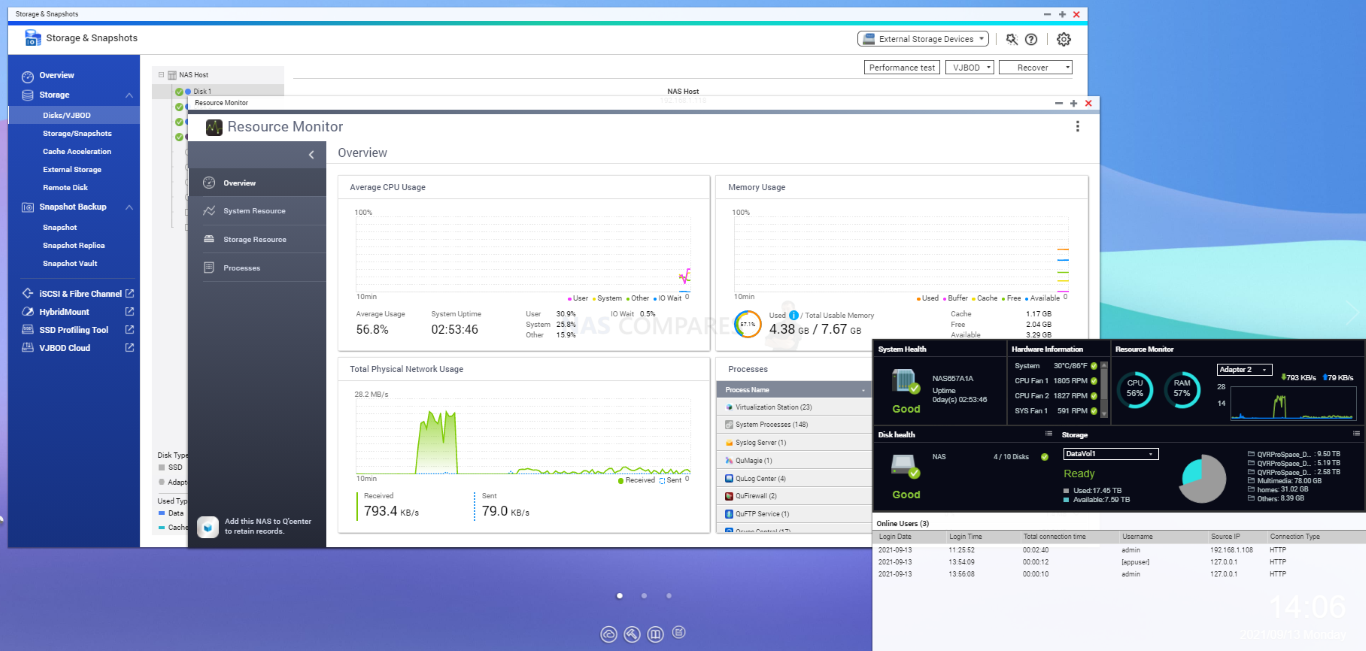 Storage & Snapshots
Storage & Snapshots
External Storage Devices
Performance test
VJBOD
Recover
Overview
Storage
Disks/VJBOD
Storage/Snapshots
Cache Acceleration
External Storage
Remote Disk
Snapshot Backup
Snapshot
Snapshot Replica
Snapshot Vault
iSCSI & Fibre Channel
HybridMount
SSD Profiling Tool
VJBOD Cloud
NAS Host
Disk 1
NAS Host
Disk Type
SSD
Used Typ
Data
Cache
Resource Monitor
Resource Monitor
Overview
System Resource
Storage Resource
Processes
Add this NAS to Q'center
to retain records.
Overview
Average CPU Usage
100%
10min
User System Other IO Wait 0
Average Usage
56.8%
System Uptime
02:53:46
User 30.9%
System 25.8%
Other 15.9%
IO Wait 0.5%
NAS COMPARE
Memory Usage
100%
10min
Used Buffer Cache Free Available 0
57.1%
Used / Total Usable Memory
4.38 GB / 7.67 GB
Cache 1.17 GB
Free 2.04 GB
Available 3.29 GB
Total Physical Network Usage
28.2 MB/s
10min
Received Sent 0
Received
793.4 KB/s
Sent
79.0 KB/s
Processes
Process Name
Virtualization Station (23)
System Processes (148)
Syslog Server (1)
QuMagie (1)
QuLog Center (4)
QuFirewall (2)
QuFTP Service (1)
System Health
NAS657A1A
Uptime
0day(s) 02:53:46
Good
Hardware Information
System 30°C/86°F
CPU Fan 1 1805 RPM
CPU Fan 2 1827 RPM
SYS Fan 1 591 RPM
Resource Monitor
CPU
56%
RAM
57%
Adapter 2
793 KB/s 79 KB/s
28
14
Disk health
NAS 4 / 10 Disks
Good
Storage
DataVol1
Ready
Used:17.45 TB
Available:7.50 TB
QVRProSpace_D... : 9.50 TB
QVRProSpace_D... : 5.19 TB
QVRProSpace_D... : 2.58 TB
Multimedia: 78.00 GB
homes: 31.02 GB
Others: 8.39 GB
Online Users (3)
Login Date Login Time Total connection time Username Source IP Connection Type
2021-09-13 11:25:52 00:02:40 admin 192.168.1.108 HTTP
2021-09-13 13:54:09 00:00:12 [appuser] 127.0.0.1 HTTP
2021-09-13 13:56:08 00:00:10 admin 127.0.0.1 HTTP
14:06
2021/09/13 Monday